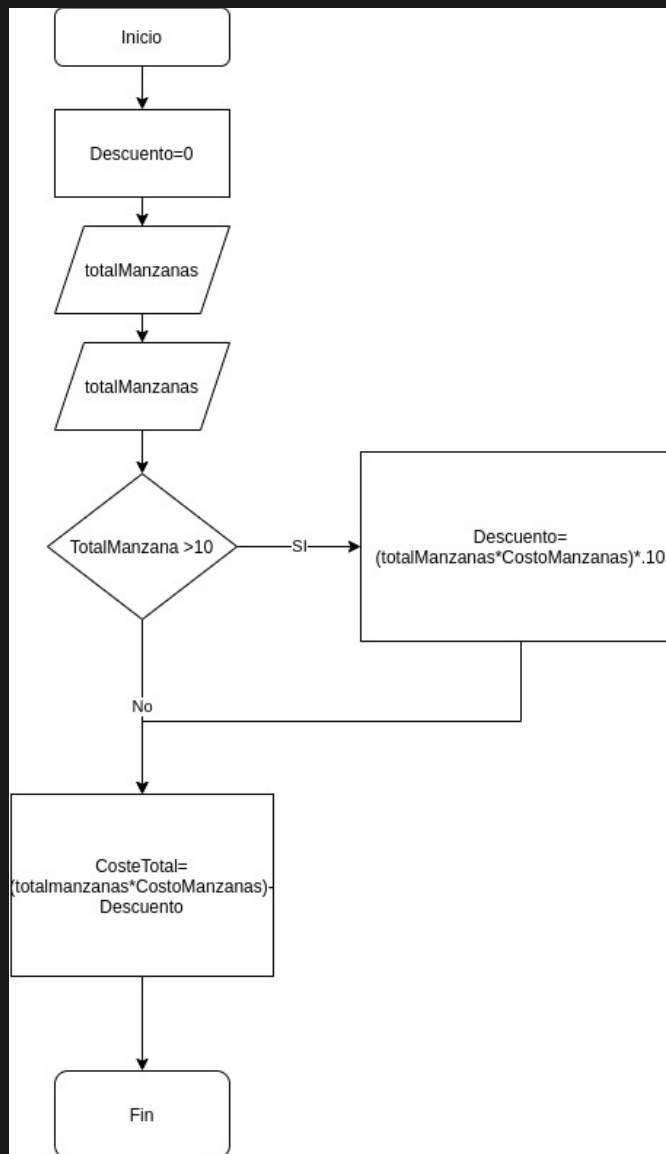 Inicio
Descuento=0
totalManzanas
totalManzanas
TotalManzana >10
SI
Descuento=
(totalManzanas*CostoManzanas)*.10
No
CosteTotal=
(totalmanzanas*CostoManzanas)-
Descuento
Fin